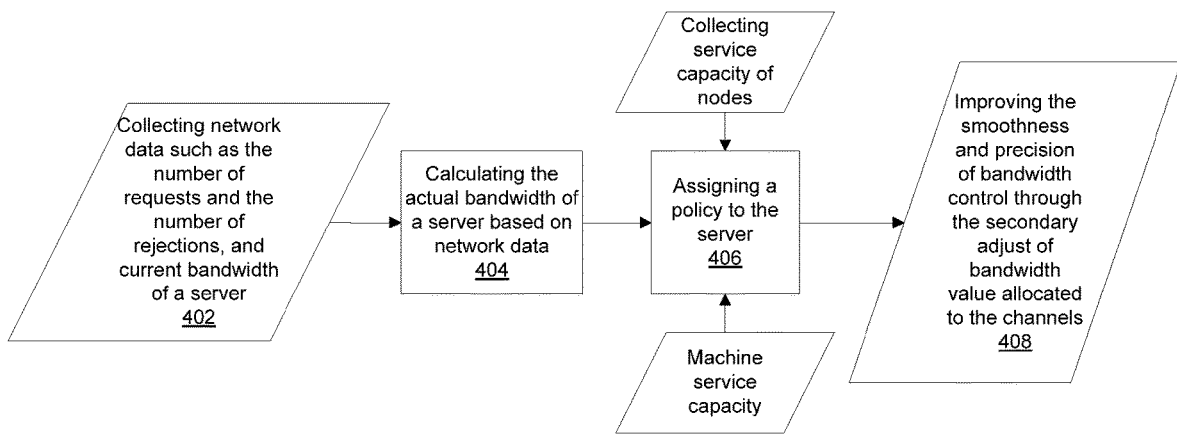 Collecting network
data such as the
number of
requests and the
number of
rejections, and
current bandwidth
of a server
402
Calculating the
actual bandwidth of
a server based on
network data
404
Collecting
service
capacity of
nodes
Assigning a
policy to the
server
406
Machine
service
capacity
Improving the
smoothness
and precision
of bandwidth
control through
the secondary
adjust of
bandwidth
value allocated
to the channels
408